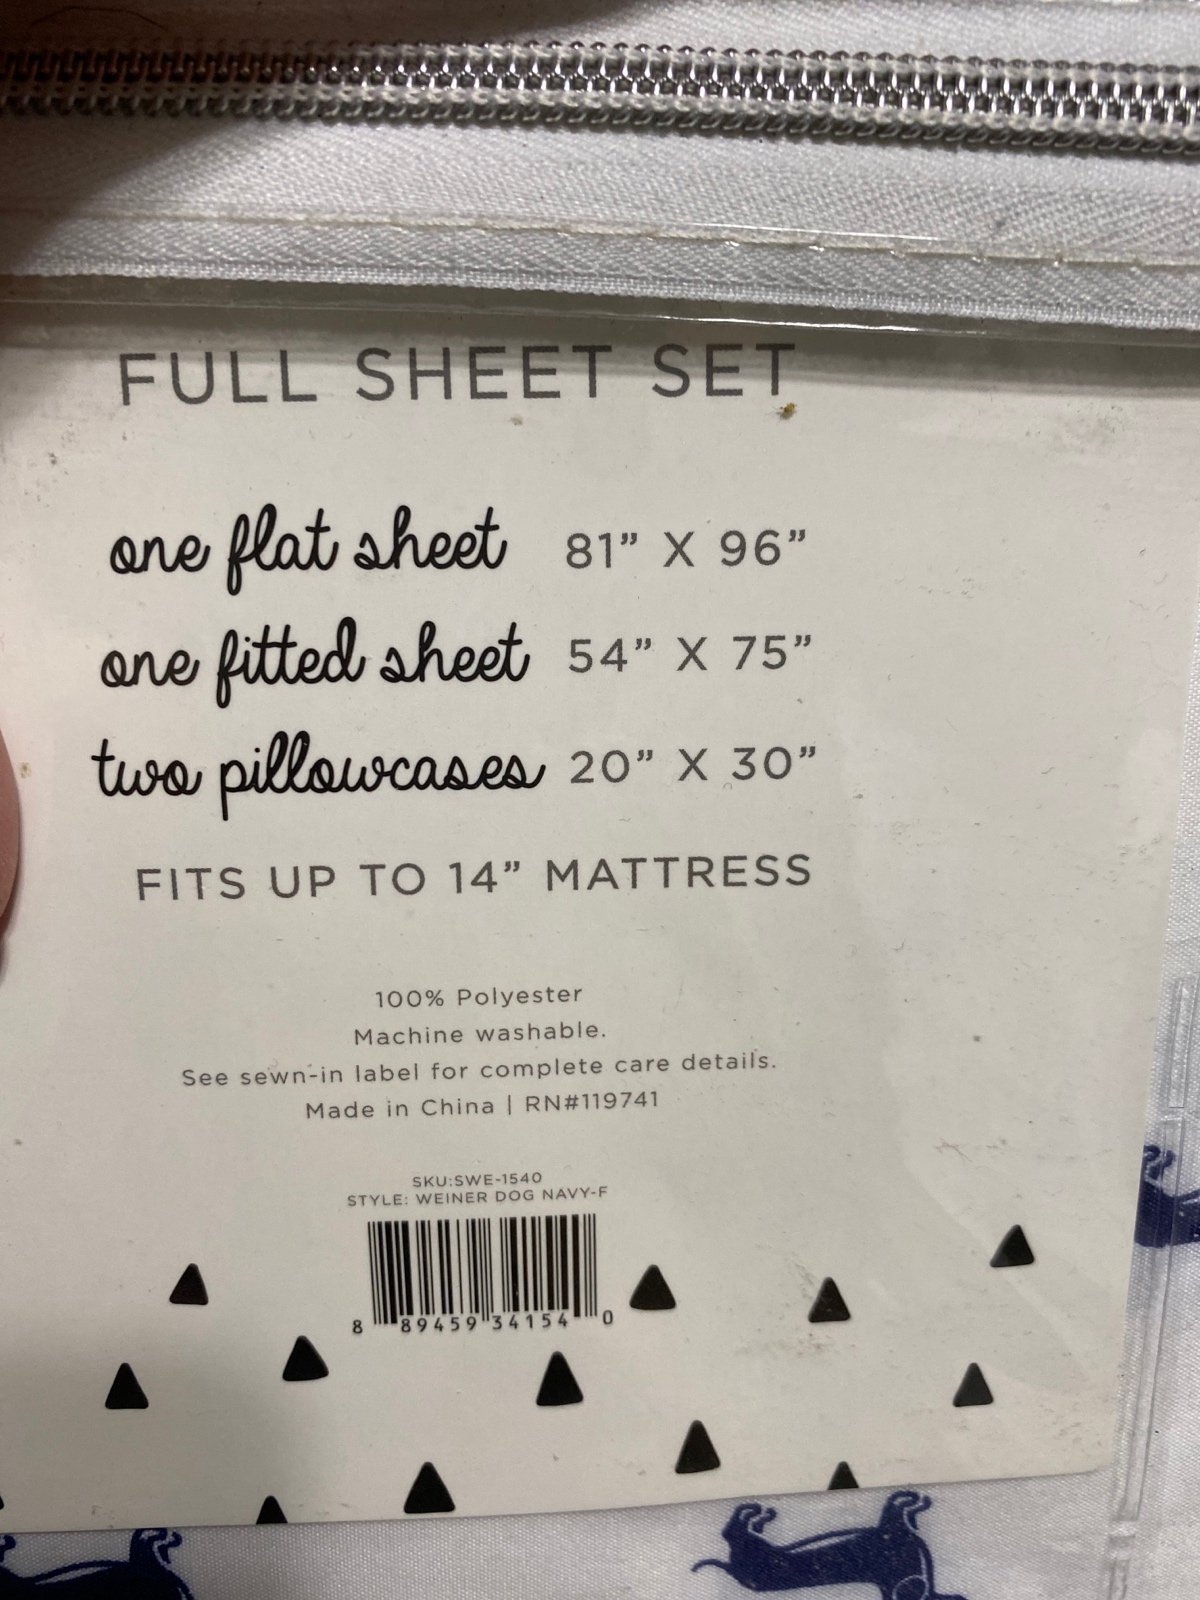 FULL SHEET SET
one flat sheet 81” X 96”
one fitted sheet 54” X 75”
two pillowcases 20” X 30”
FITS UP TO 14” MATTRESS
100% Polyester
Machine washable.
See sewn-in label for complete care details.
Made in China | RN#119741
SKU:SWE-1540
STYLE: WEINER DOG NAVY-F
8 89459 34154 0